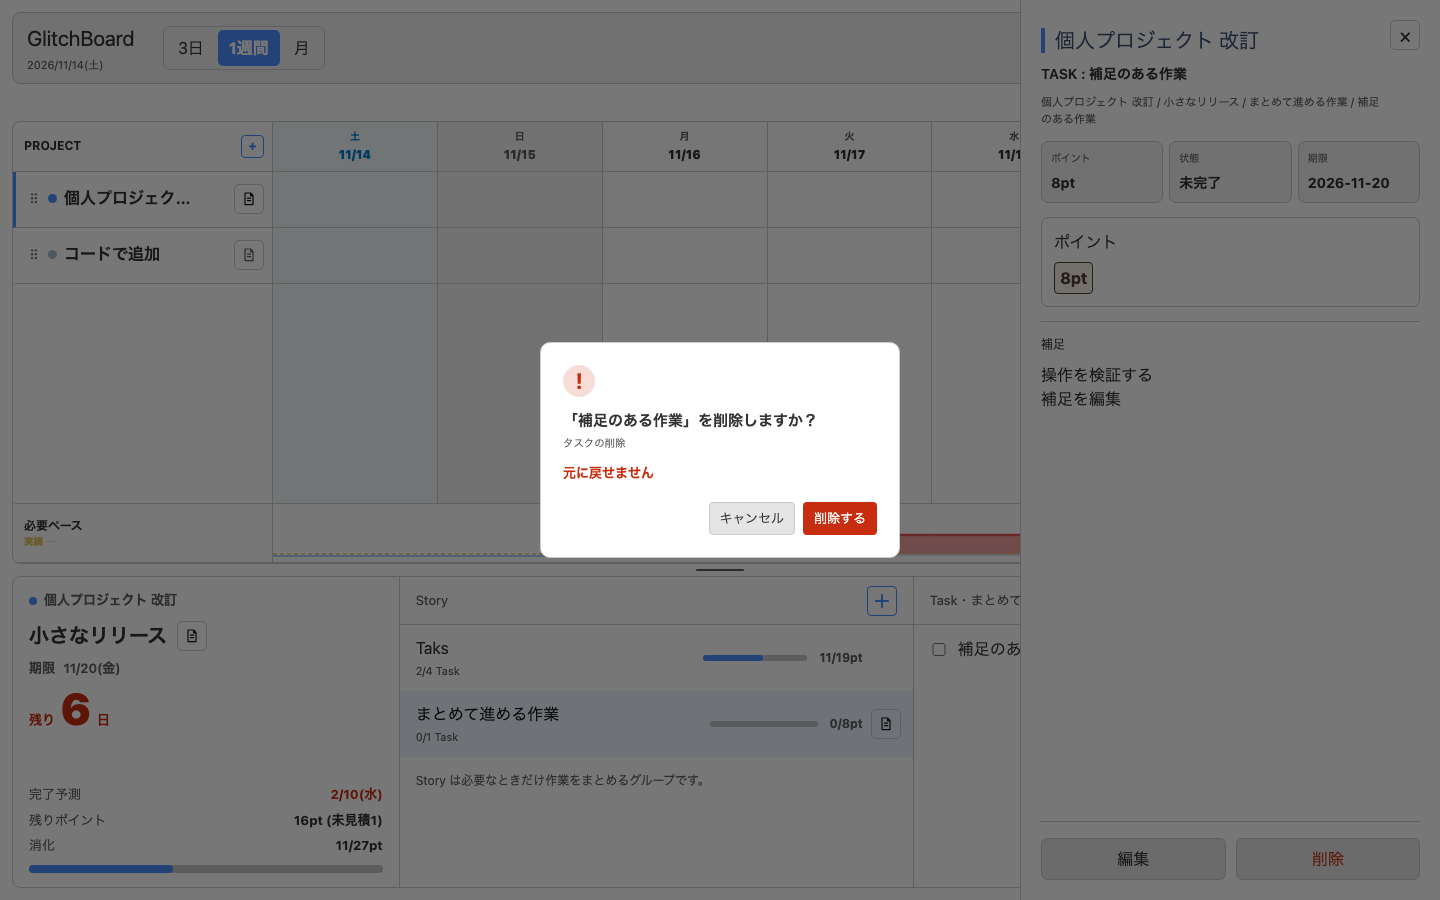 GlitchBoard
2026/11/14(土)
3日
1週間
月
PROJECT
+
土
11/14
日
11/15
月
11/16
火
11/17
水
個人プロジェク...
コードで追加
必要ペース
実績 —
個人プロジェクト 改訂
小さなリリース
期限 11/20(金)
残り 6 日
完了予測 2/10(水)
残りポイント 16pt (未見積1)
消化 11/27pt
Story
+
Taks
2/4 Task
11/19pt
まとめて進める作業
0/1 Task
0/8pt
Story は必要なときだけ作業をまとめるグループです。
Task・まとめて
補足のあ
!
「補足のある作業」を削除しますか？
タスクの削除
元に戻せません
キャンセル
削除する
個人プロジェクト 改訂
×
TASK : 補足のある作業
個人プロジェクト 改訂 / 小さなリリース / まとめて進める作業 / 補足
のある作業
ポイント
8pt
状態
未完了
期限
2026-11-20
ポイント
8pt
補足
操作を検証する
補足を編集
編集
削除